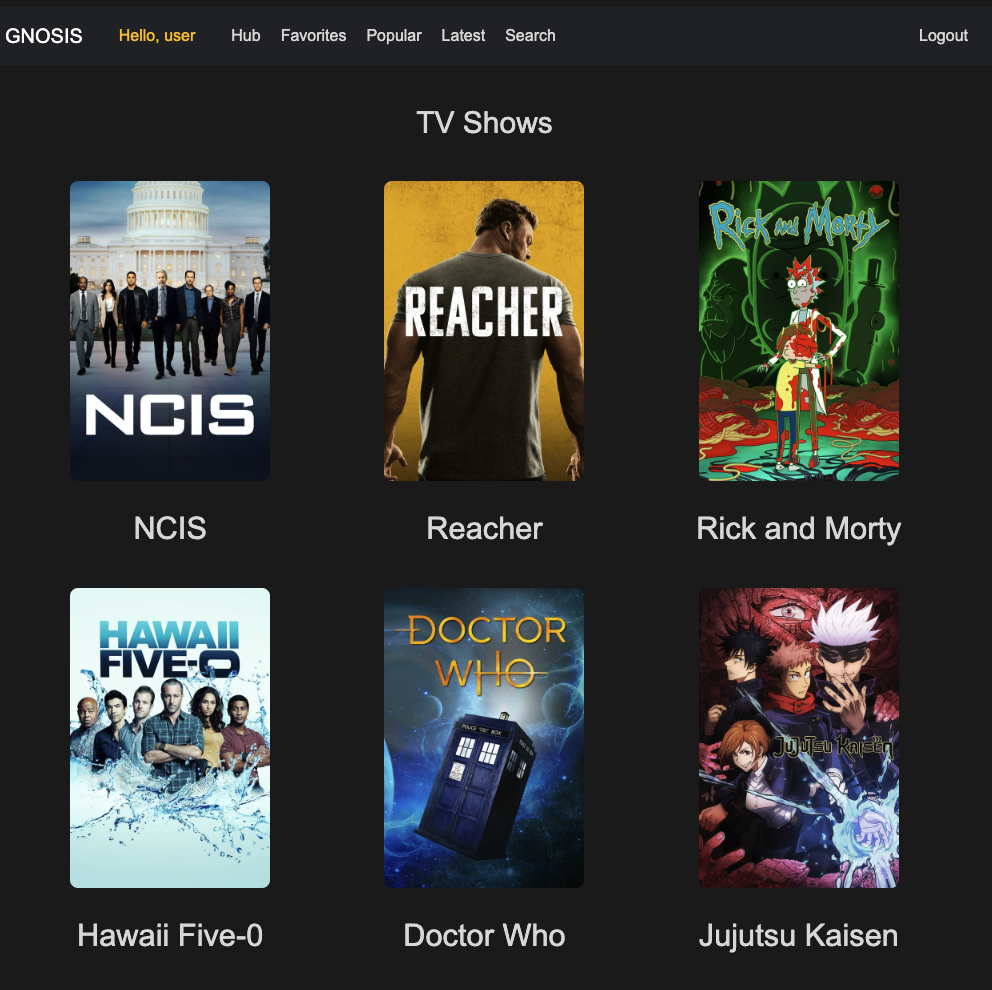 GNOSIS Hello, user Hub Favorites Popular Latest Search Logout
TV Shows
NCIS
REACHER
Rick and Morty
NCIS Reacher Rick and Morty
HAWAII
FIVE-O
DOCTOR
WHO
POLICE BOX
JUJUTSU KAISEN
Hawaii Five-0 Doctor Who Jujutsu Kaisen